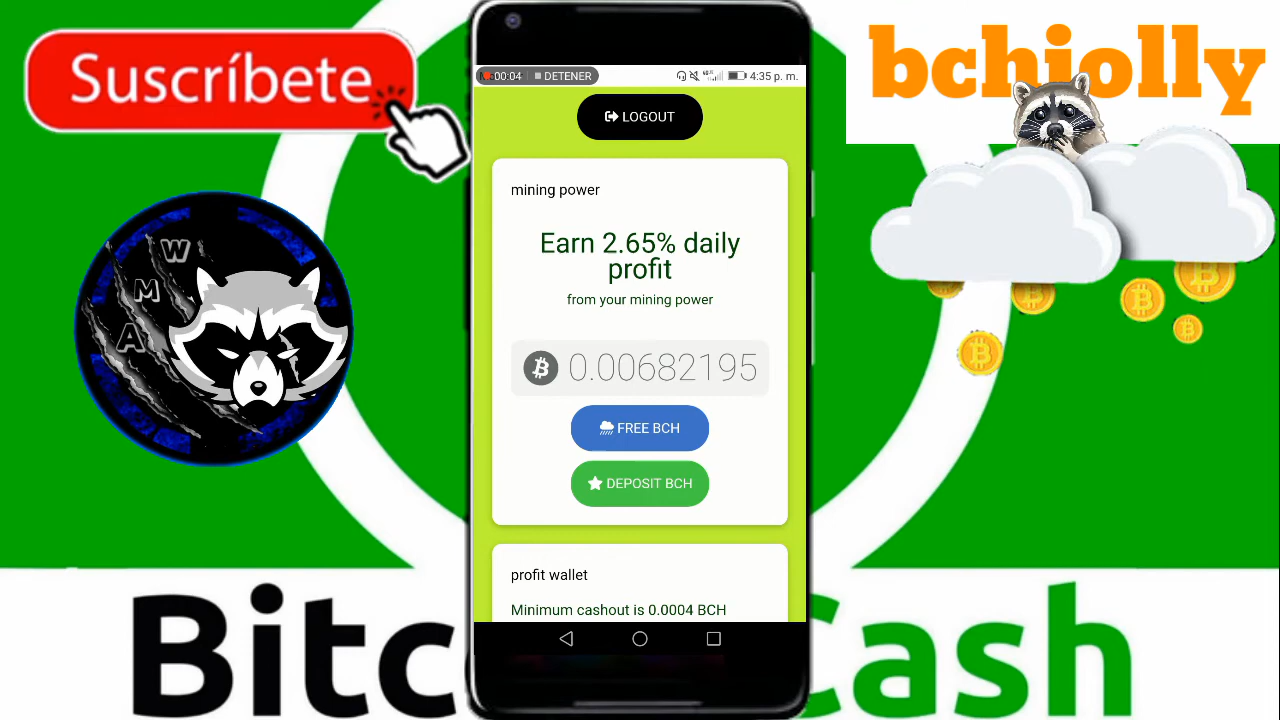 Suscríbete
bchiolly
W
M
A
00:04 DETENER
4:35 p. m.
LOGOUT
mining power
Earn 2.65% daily
profit
from your mining power
0.00682195
FREE BCH
DEPOSIT BCH
profit wallet
Minimum cashout is 0.0004 BCH
Bitc
ash